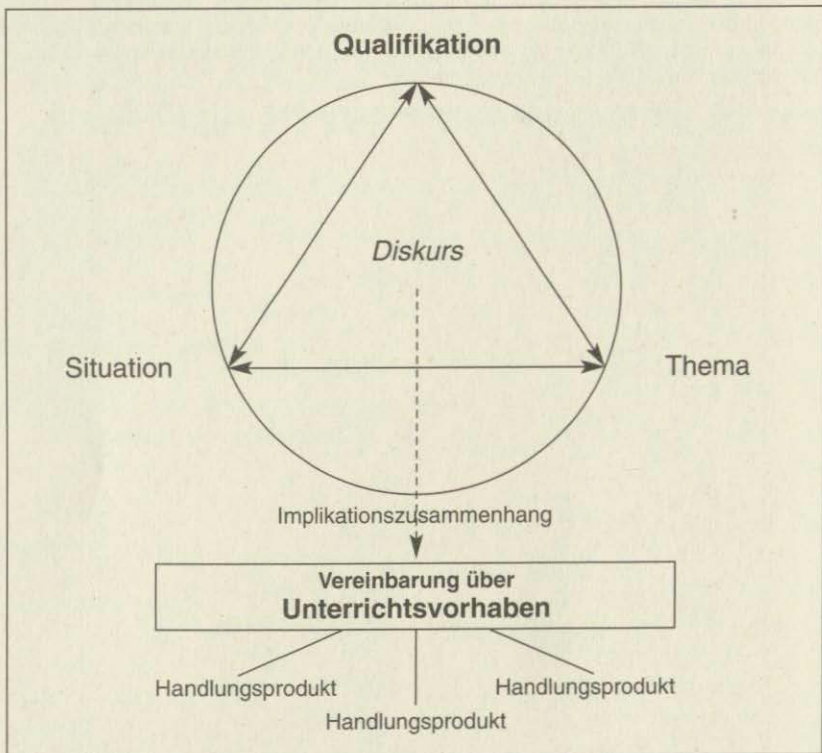 Qualifikation
Diskurs
Situation
Thema
Implikationszusammenhang
Vereinbarung über
Unterrichtsvorhaben
Handlungsprodukt
Handlungsprodukt
Handlungsprodukt